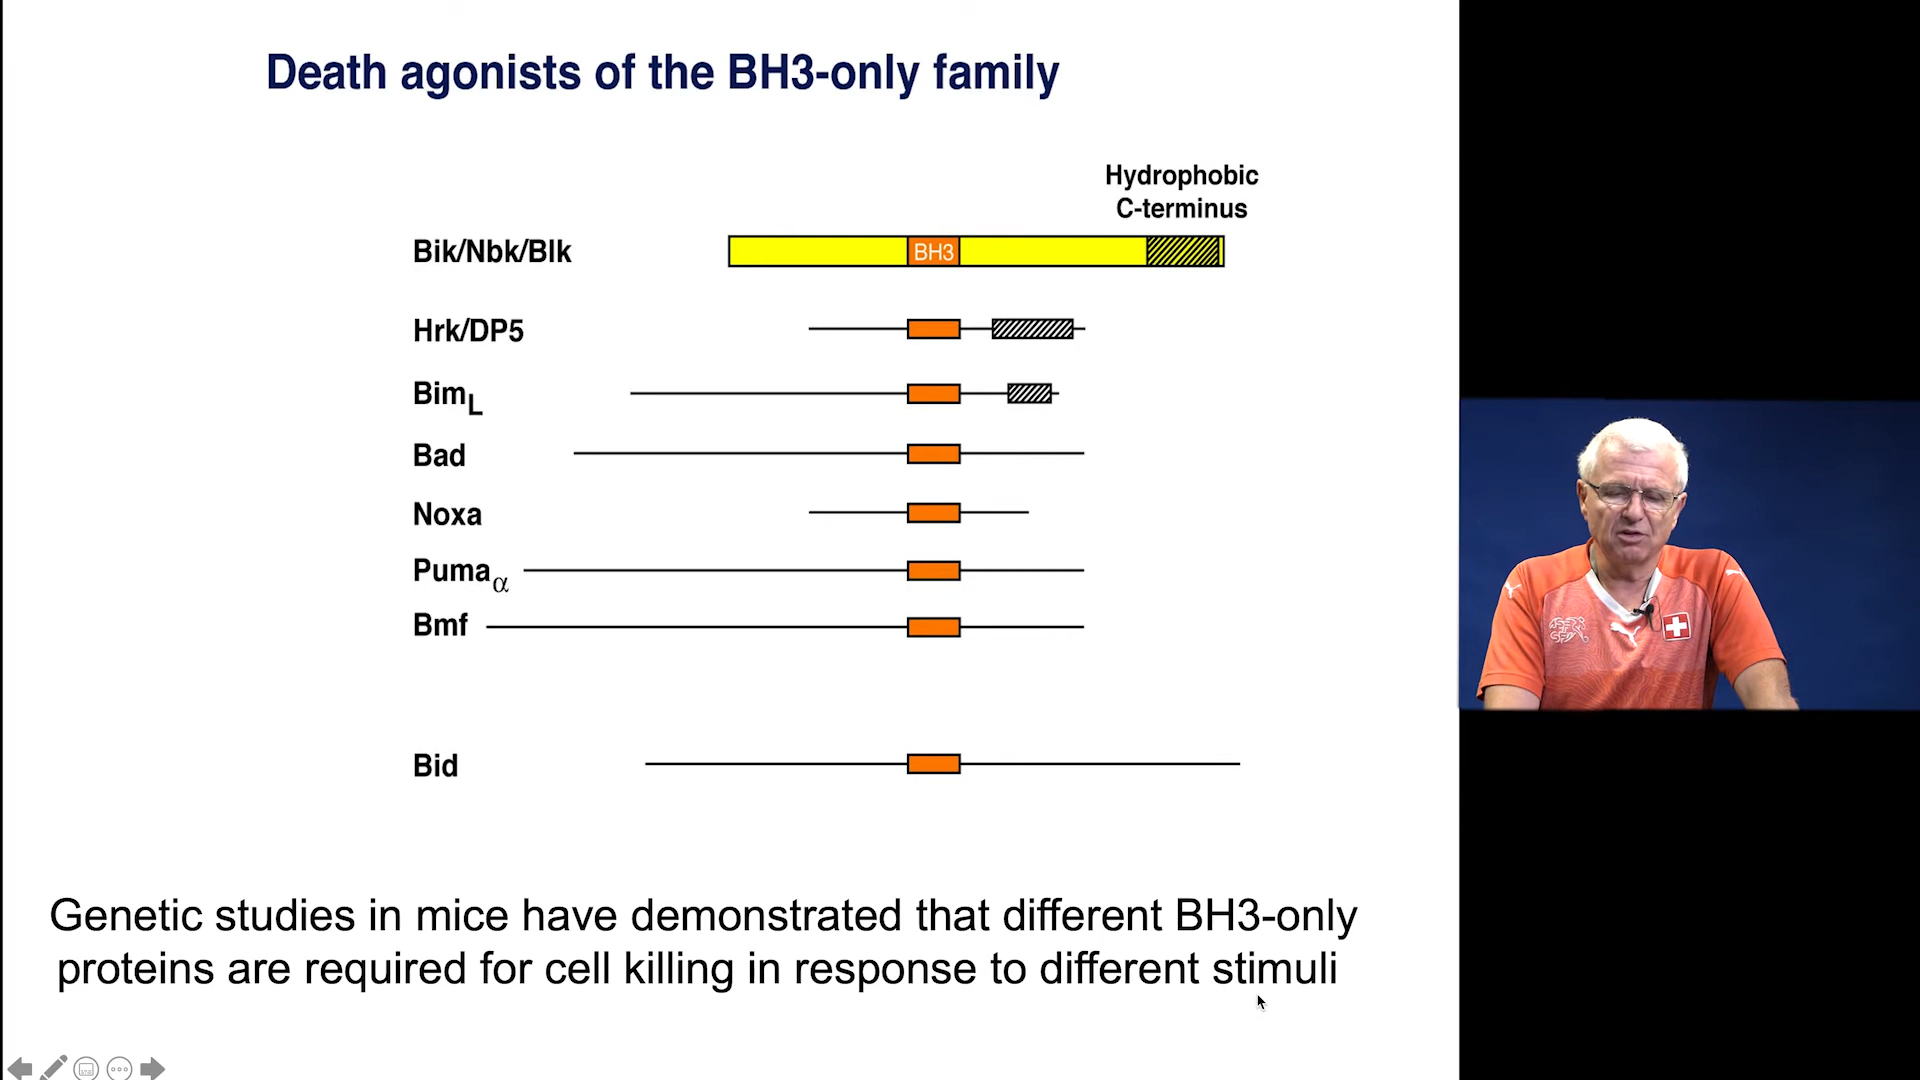 Death agonists of the BH3-only family
Hydrophobic
C-terminus
Bik/Nbk/Blk
BH3
Hrk/DP5
BimL
Bad
Noxa
Pumaα
Bmf
Bid
Genetic studies in mice have demonstrated that different BH3-only
proteins are required for cell killing in response to different stimuli